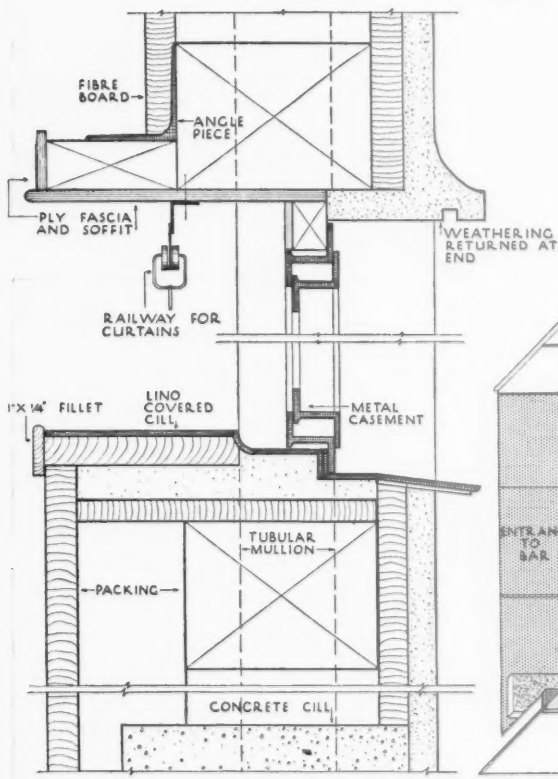 FIBRE
BOARD
ANGLE
PIECE
PLY FASCIA
AND SOFFIT
WEATHERING
RETURNED AT
END
RAILWAY FOR
CURTAINS
1" X 1/4" FILLET
LINO
COVERED
CILL
METAL
CASEMENT
TUBULAR
MULLION
PACKING
TO
BAR
CONCRETE CILL